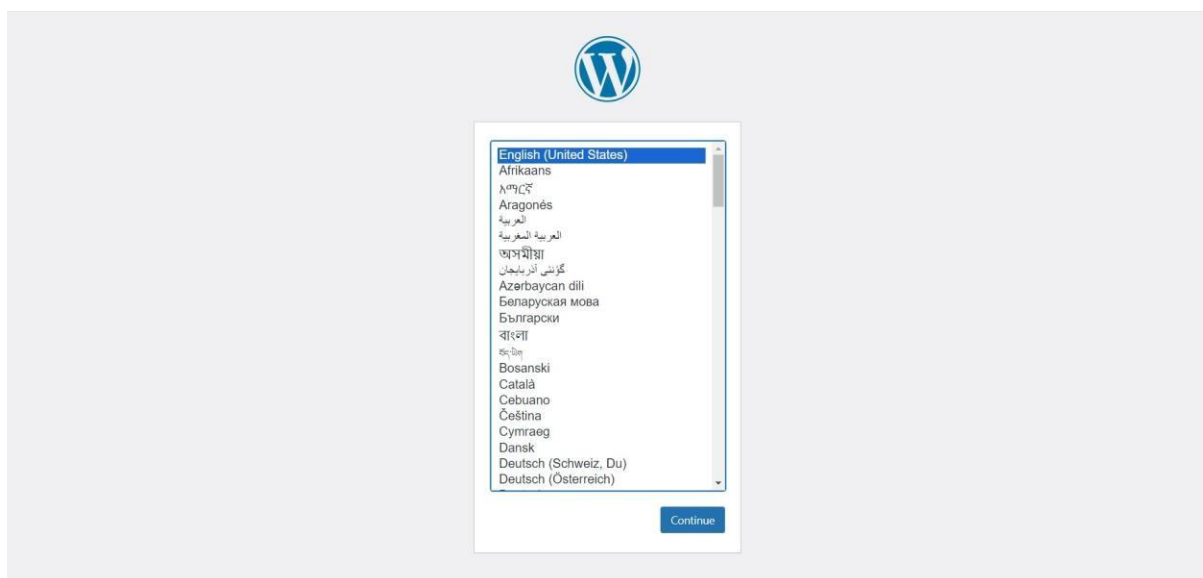 English (United States)
Afrikaans
አማርኛ
Aragonés
العربية
العربية المغربية
অসমীয়া
گؤنئی آذربایجان
Azərbaycan dili
Беларуская мова
Български
বাংলা
བོད་ཡིག
Bosanski
Català
Cebuano
Čeština
Cymraeg
Dansk
Deutsch (Schweiz, Du)
Deutsch (Österreich)
Continue